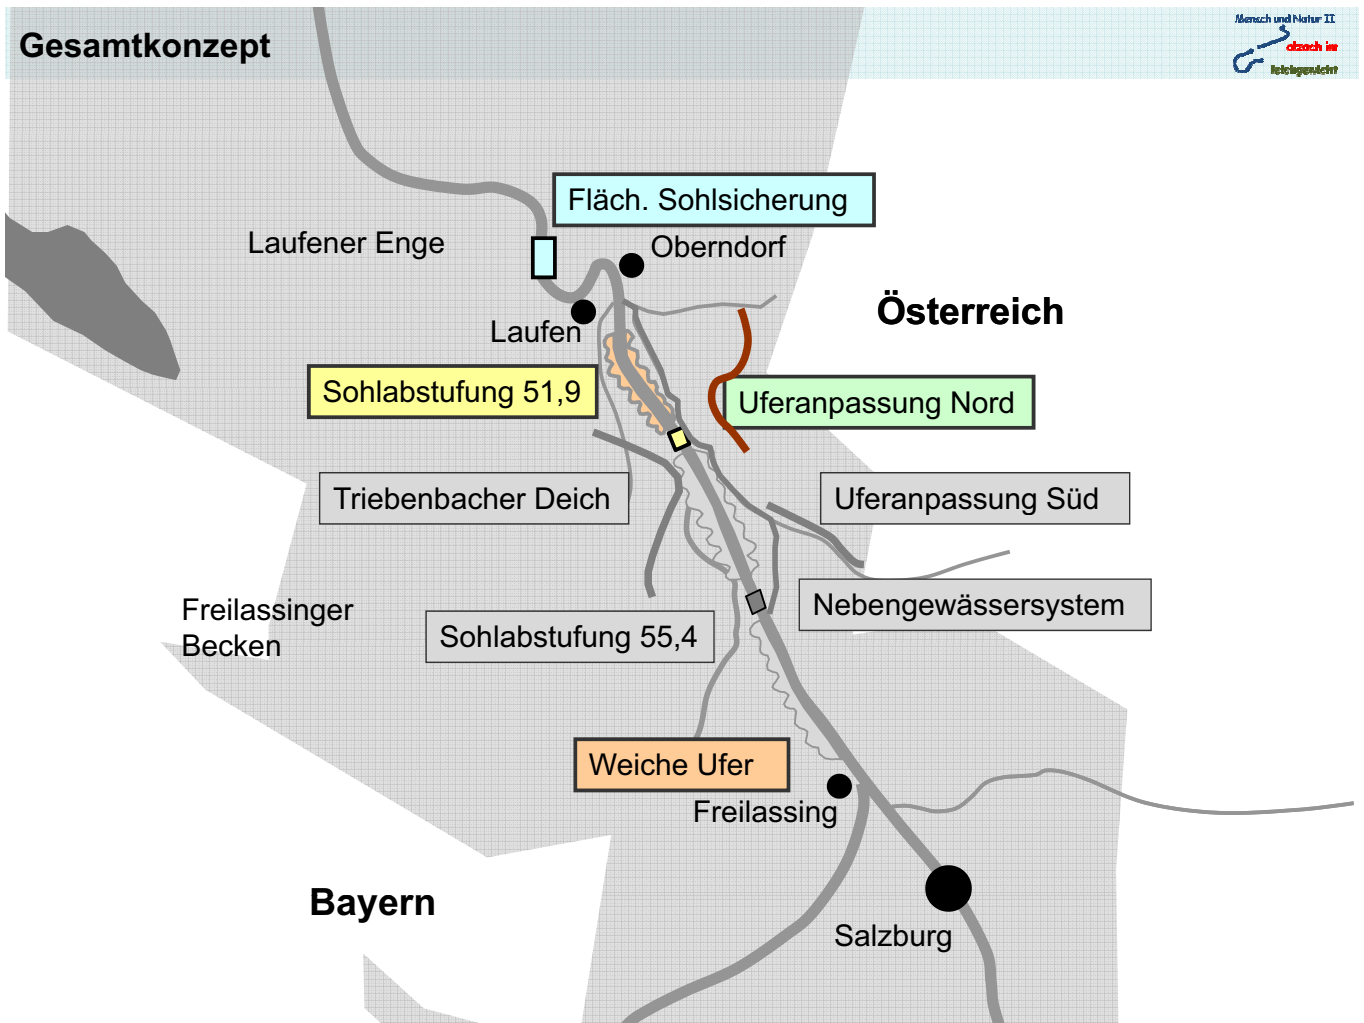 Gesamtkonzept
Mensch und Natur II
Fläch. Sohlsicherung
Laufener Enge
Oberndorf
Österreich
Laufen
Sohlabstufung 51,9
Uferanpassung Nord
Triebenbacher Deich
Uferanpassung Süd
Freilassinger
Becken
Nebengewässersystem
Sohlabstufung 55,4
Weiche Ufer
Freilassing
Bayern
Salzburg